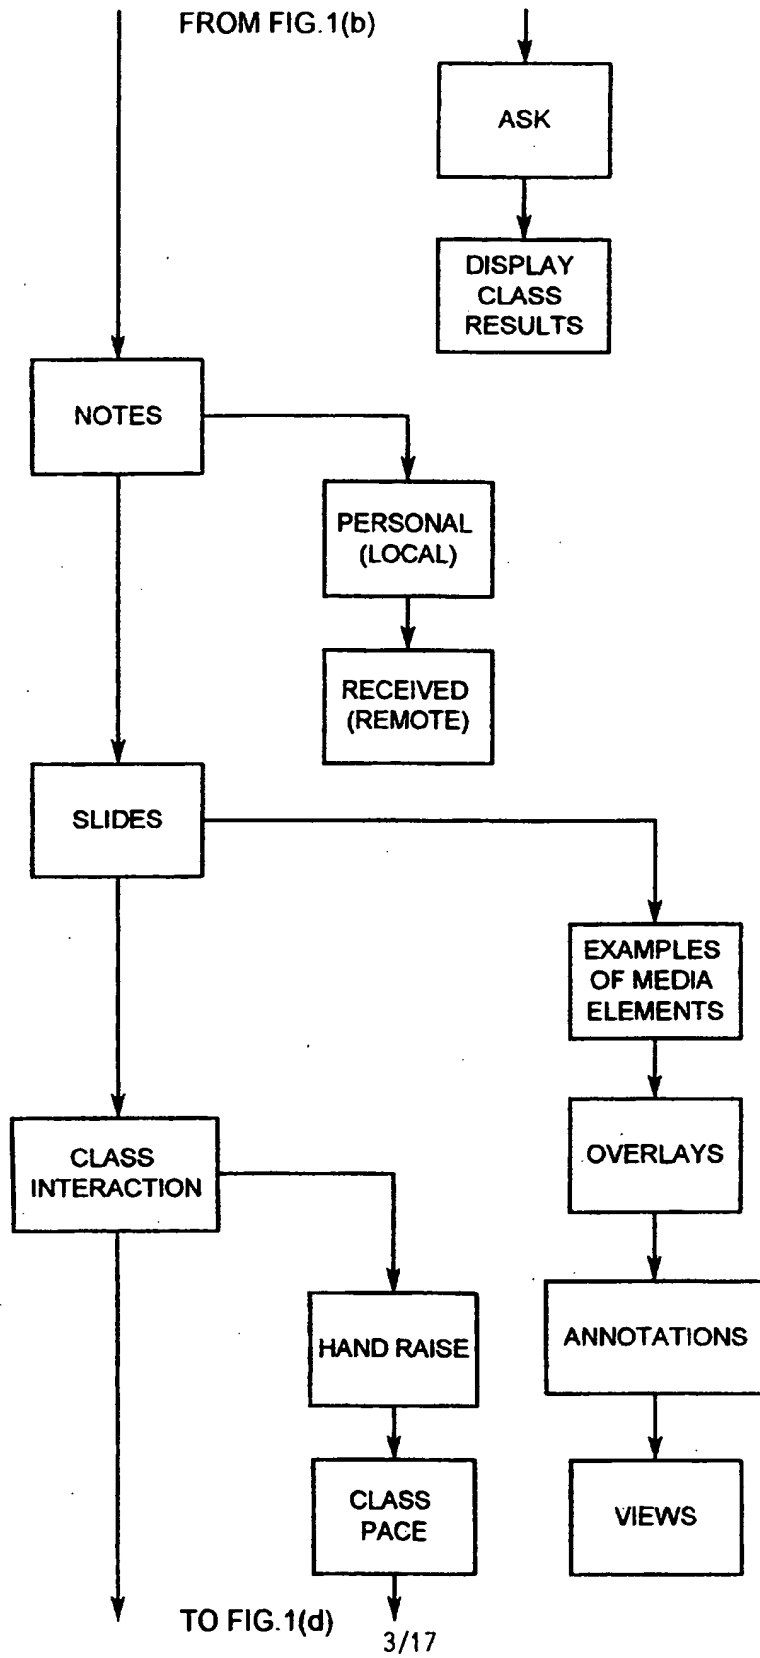 FROM FIG.1(b)
ASK
DISPLAY
CLASS
RESULTS
NOTES
PERSONAL
(LOCAL)
RECEIVED
(REMOTE)
SLIDES
EXAMPLES
OF MEDIA
ELEMENTS
CLASS
INTERACTION
OVERLAYS
HAND RAISE
ANNOTATIONS
CLASS
PACE
VIEWS
TO FIG.1(d)
3/17